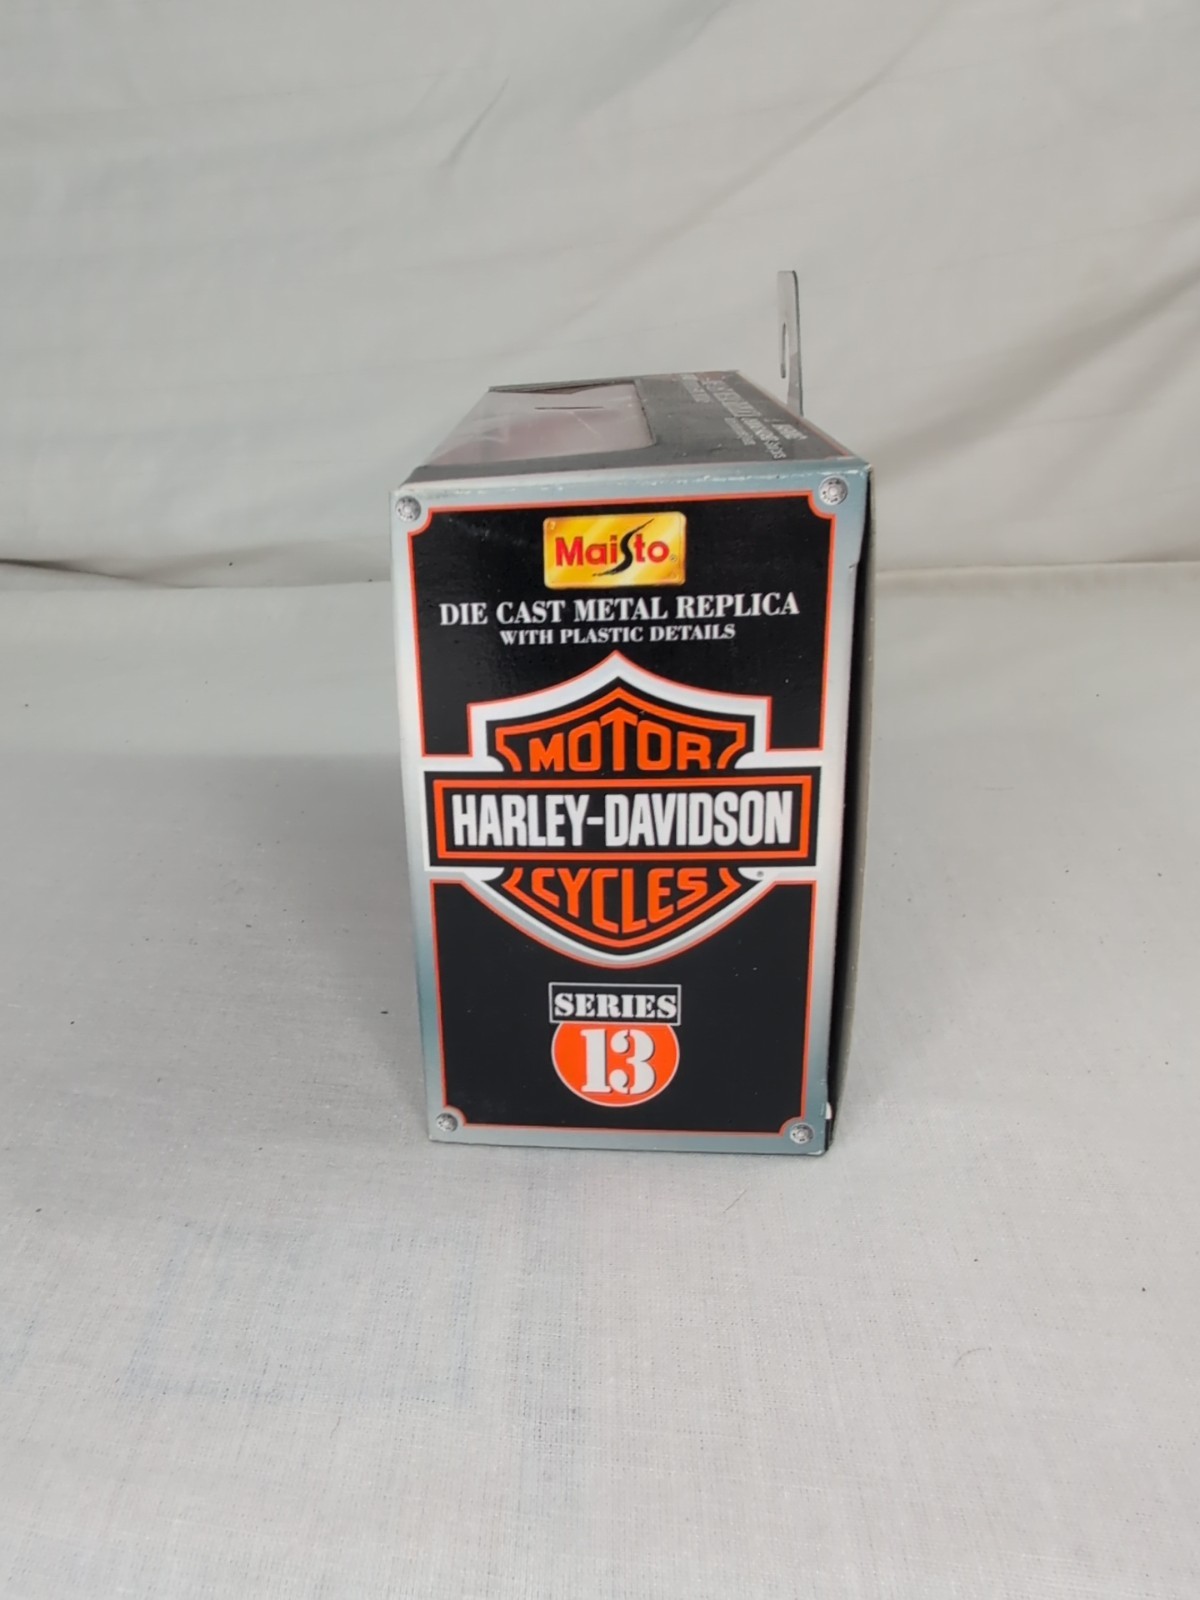 Maisto
DIE CAST METAL REPLICA
WITH PLASTIC DETAILS
MOTOR
HARLEY-DAVIDSON
CYCLES
SERIES
13